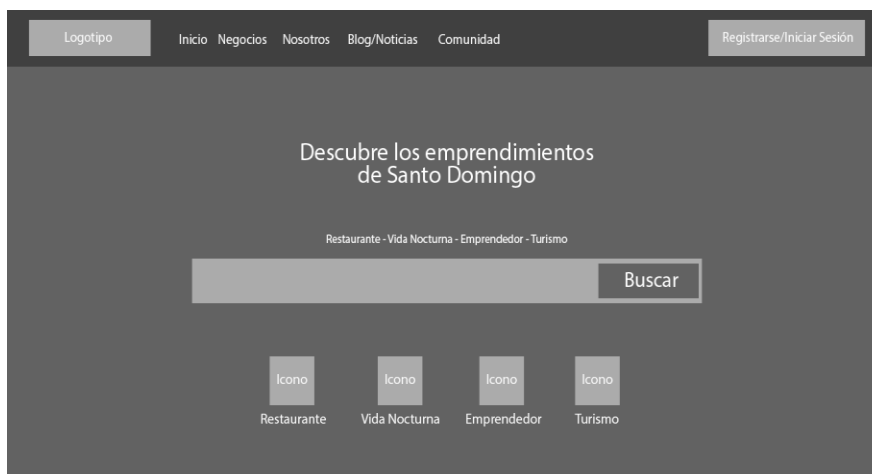 Logotipo
Inicio Negocios Nosotros Blog/Noticias Comunidad
Registrarse/Iniciar Sesión
Descubre los emprendimientos
de Santo Domingo
Restaurante - Vida Nocturna - Emprendedor - Turismo
Buscar
Icono Icono Icono Icono
Restaurante Vida Nocturna Emprendedor Turismo